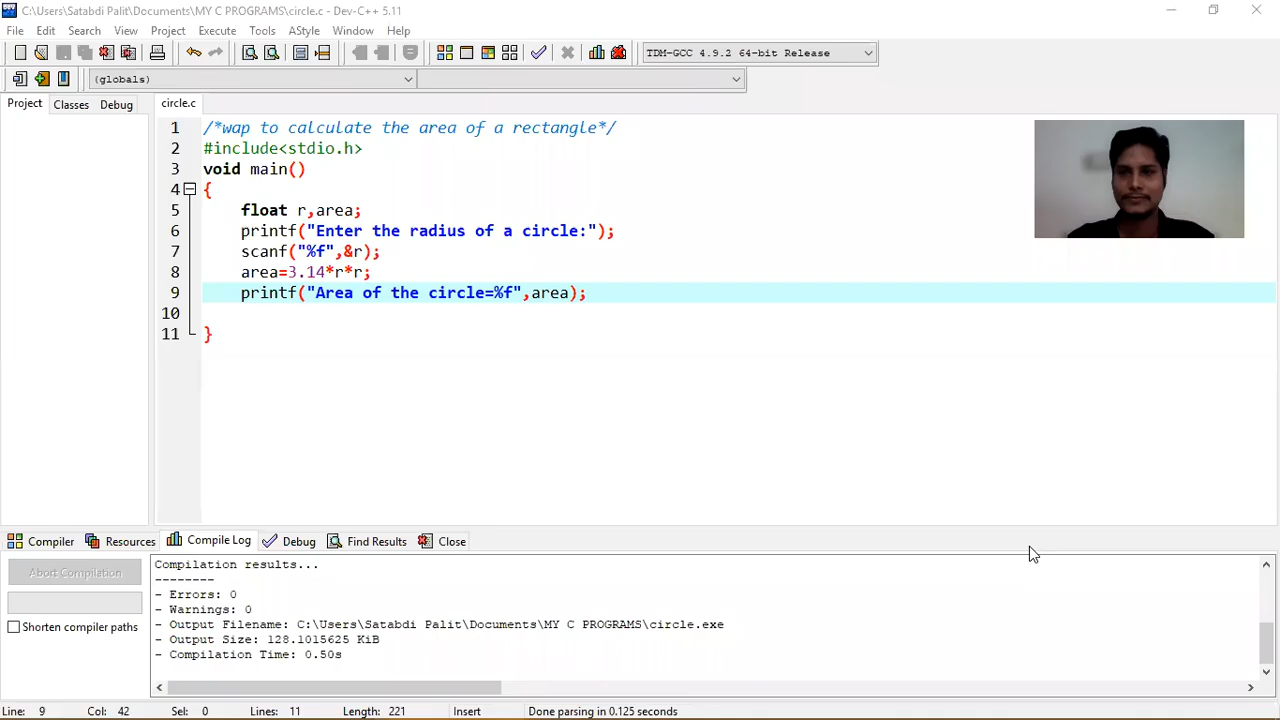 C:\Users\Satabdi Palit\Documents\MY C PROGRAMS\circle.c - Dev-C++ 5.11
File Edit Search View Project Execute Tools AStyle Window Help
TDM-GCC 4.9.2 64-bit Release
(globals)
Project Classes Debug circle.c
1 /*wap to calculate the area of a rectangle*/
2 #include<stdio.h>
3 void main()
4 {
5 float r,area;
6 printf("Enter the radius of a circle:");
7 scanf("%f",&r);
8 area=3.14*r*r;
9 printf("Area of the circle=%f",area);
10
11 }
Compiler Resources Compile Log Debug Find Results Close
Abort Compilation
Shorten compiler paths
Compilation results...
--------
- Errors: 0
- Warnings: 0
- Output Filename: C:\Users\Satabdi Palit\Documents\MY C PROGRAMS\circle.exe
- Output Size: 128.1015625 KiB
- Compilation Time: 0.50s
Line: 9 Col: 42 Sel: 0 Lines: 11 Length: 221 Insert Done parsing in 0.125 seconds